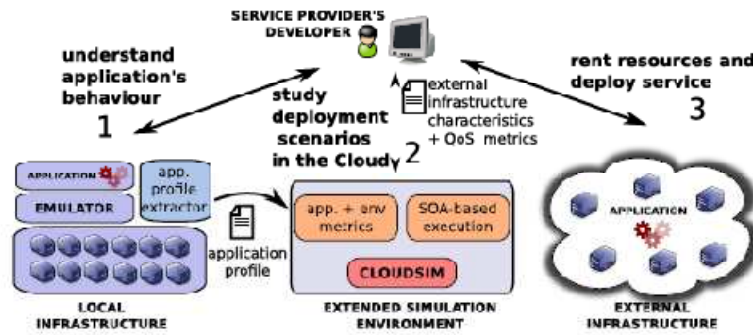 SERVICE PROVIDER'S
DEVELOPER
understand
application's
behaviour
1
study
deployment
scenarios
in the Cloud
2
external
infrastructure
characteristics
+ QoS metrics
rent resources and
deploy service
3
APPLICATION
EMULATOR
app.
profile
extractor
application
profile
app. + env
metrics
SOA-based
execution
CLOUDSIM
APPLICATION
LOCAL
INFRASTRUCTURE
EXTENDED SIMULATION
ENVIRONMENT
EXTERNAL
INFRASTRUCTURE